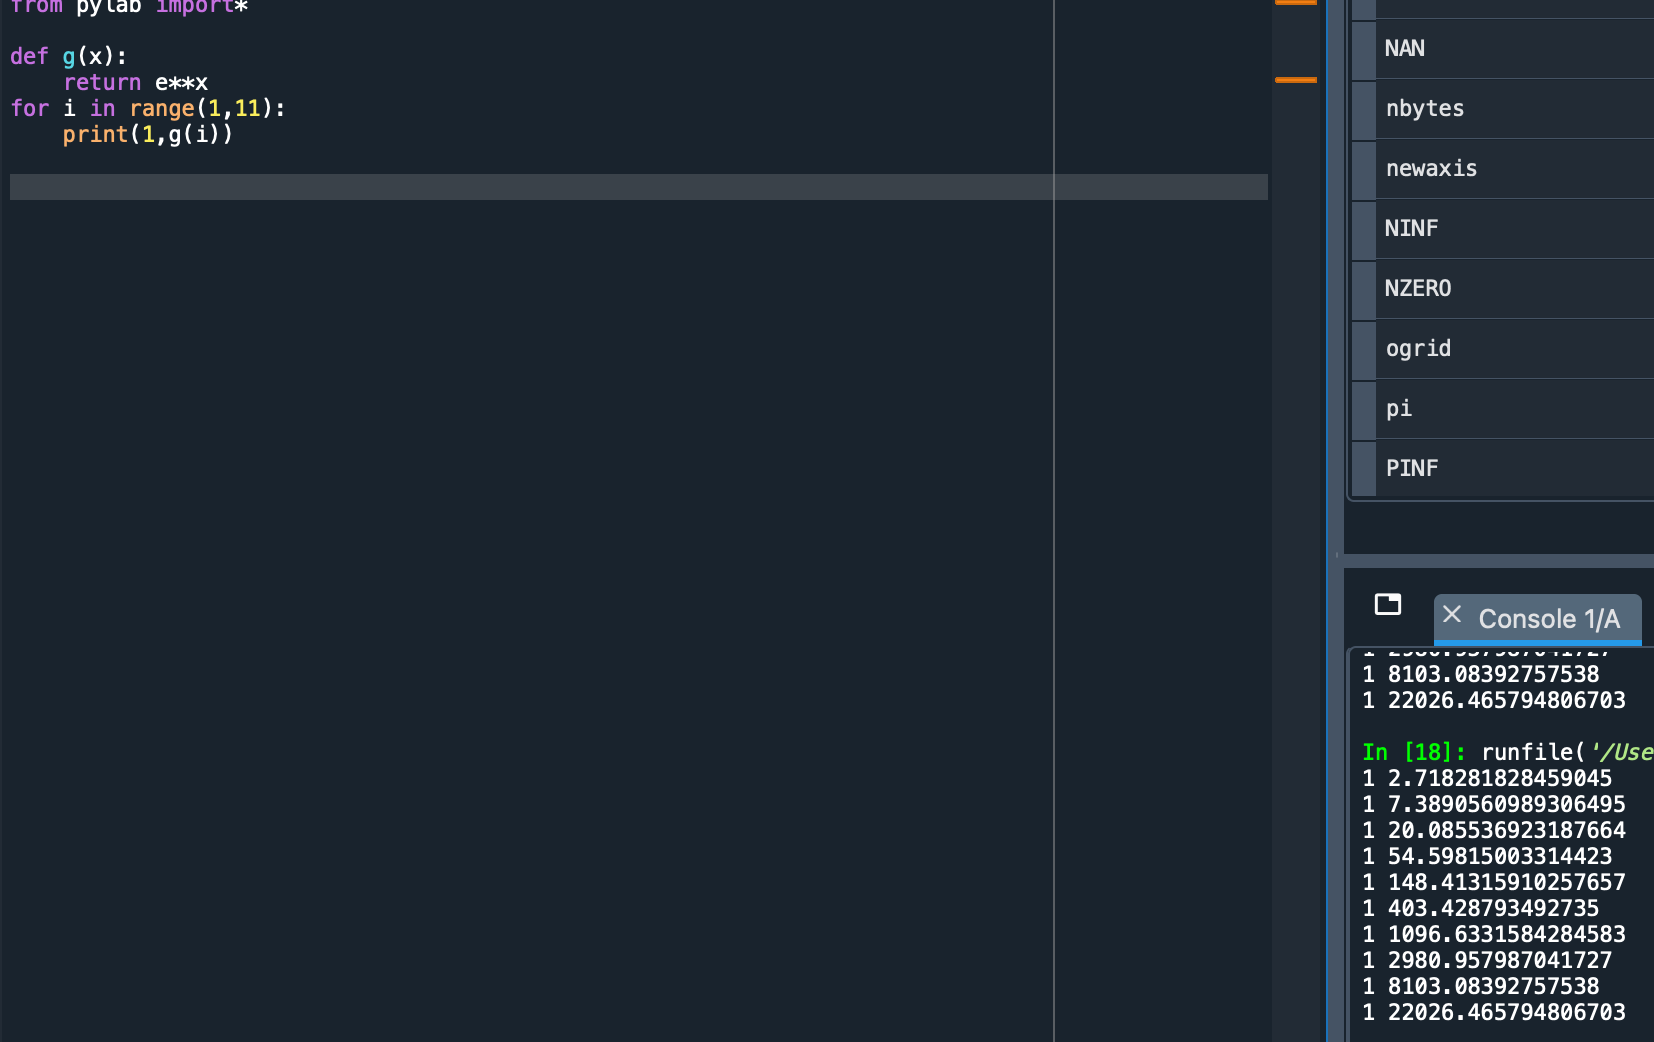 from pylab import*
def g(x):
    return e**x
for i in range(1,11):
    print(1,g(i))
NAN
nbytes
newaxis
NINF
NZERO
ogrid
pi
PINF
Console 1/A
1 2980.957987041727
1 8103.08392757538
1 22026.465794806703
In [18]: runfile('/Use
1 2.718281828459045
1 7.3890560989306495
1 20.085536923187664
1 54.59815003314423
1 148.41315910257657
1 403.428793492735
1 1096.6331584284583
1 2980.957987041727
1 8103.08392757538
1 22026.465794806703